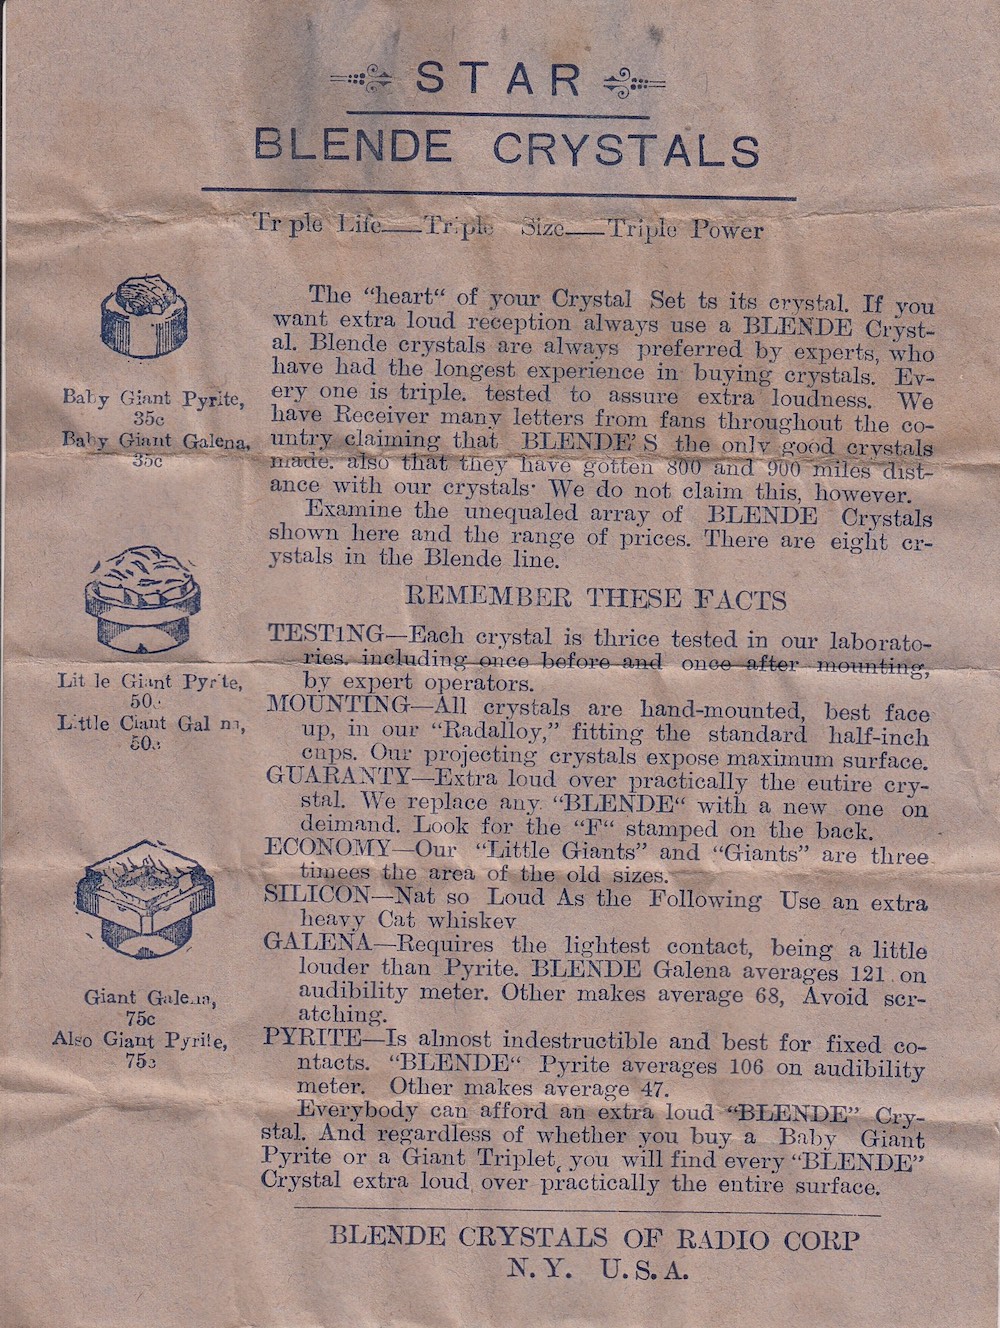 STAR
BLENDE CRYSTALS
Tr ple Life—Triple Size—Triple Power
Baby Giant Pyrite,
35c
Baby Giant Galena,
35c
Lit le Giant Pyrite,
50c
Little Giant Gal na,
50c
Giant Galena,
75c
Also Giant Pyrite,
75c
The "heart" of your Crystal Set ts its crystal. If you
want extra loud reception always use a BLENDE Cryst-
al. Blende crystals are always preferred by experts, who
have had the longest experience in buying crystals. Ev-
ery one is triple. tested to assure extra loudness. We
have Receiver many letters from fans throughout the co-
untry claiming that BLENDE'S the only good crystals
made. also that they have gotten 800 and 900 miles dist-
ance with our crystals· We do not claim this, however.
Examine the unequaled array of BLENDE Crystals
shown here and the range of prices. There are eight cr-
ystals in the Blende line.
REMEMBER THESE FACTS
TEST1NG—Each crystal is thrice tested in our laborato-
ries. including once before and once after mounting,
by expert operators.
MOUNTING—All crystals are hand-mounted, best face
up, in our "Radalloy," fitting the standard half-inch
cups. Our projecting crystals expose maximum surface.
GUARANTY—Extra loud over practically the eutire cry-
stal. We replace any. "BLENDE" with a new one on
deimand. Look for the "F" stamped on the back.
ECONOMY—Our "Little Giants" and "Giants" are three
timees the area of the old sizes.
SILICON—Nat so Loud As the Following Use an extra
heavy Cat whiskev
GALENA—Requires the lightest contact, being a little
louder than Pyrite. BLENDE Galena averages 121 on
audibility meter. Other makes average 68, Avoid scr-
atching.
PYRITE—Is almost indestructible and best for fixed co-
ntacts. "BLENDE" Pyrite averages 106 on audibility
meter. Other makes average 47.
Everybody can afford an extra loud "BLENDE" Cry-
stal. And regardless of whether you buy a Baby Giant
Pyrite or a Giant Triplet, you will find every "BLENDE"
Crystal extra loud over practically the entire surface.
BLENDE CRYSTALS OF RADIO CORP
N.Y. U.S.A.